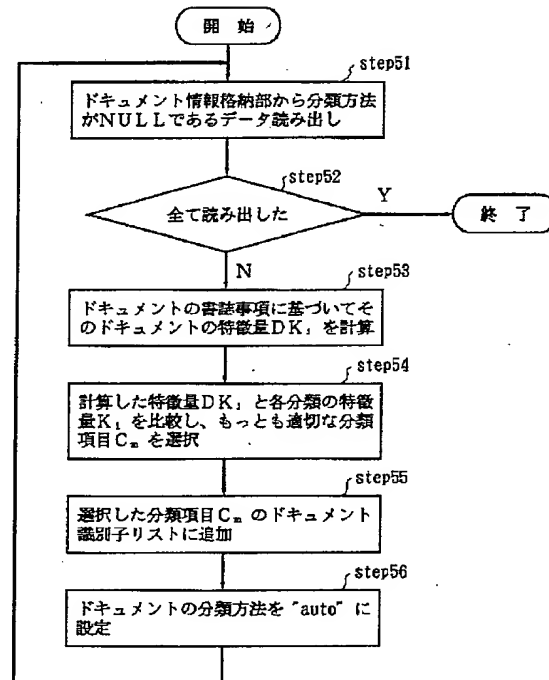 開 始
step51
ドキュメント情報格納部から分類方法
がNULLであるデータ読み出し
step52
全て読み出した
Y
終 了
N
step53
ドキュメントの書誌事項に基づいてそ
のドキュメントの特徴量DKⱼを計算
step54
計算した特徴量DKⱼと各分類の特徴
量Kⱼを比較し、もっとも適切な分類
項目Cₘを選択
step55
選択した分類項目Cₘのドキュメント
識別子リストに追加
step56
ドキュメントの分類方法を"auto"に
設定